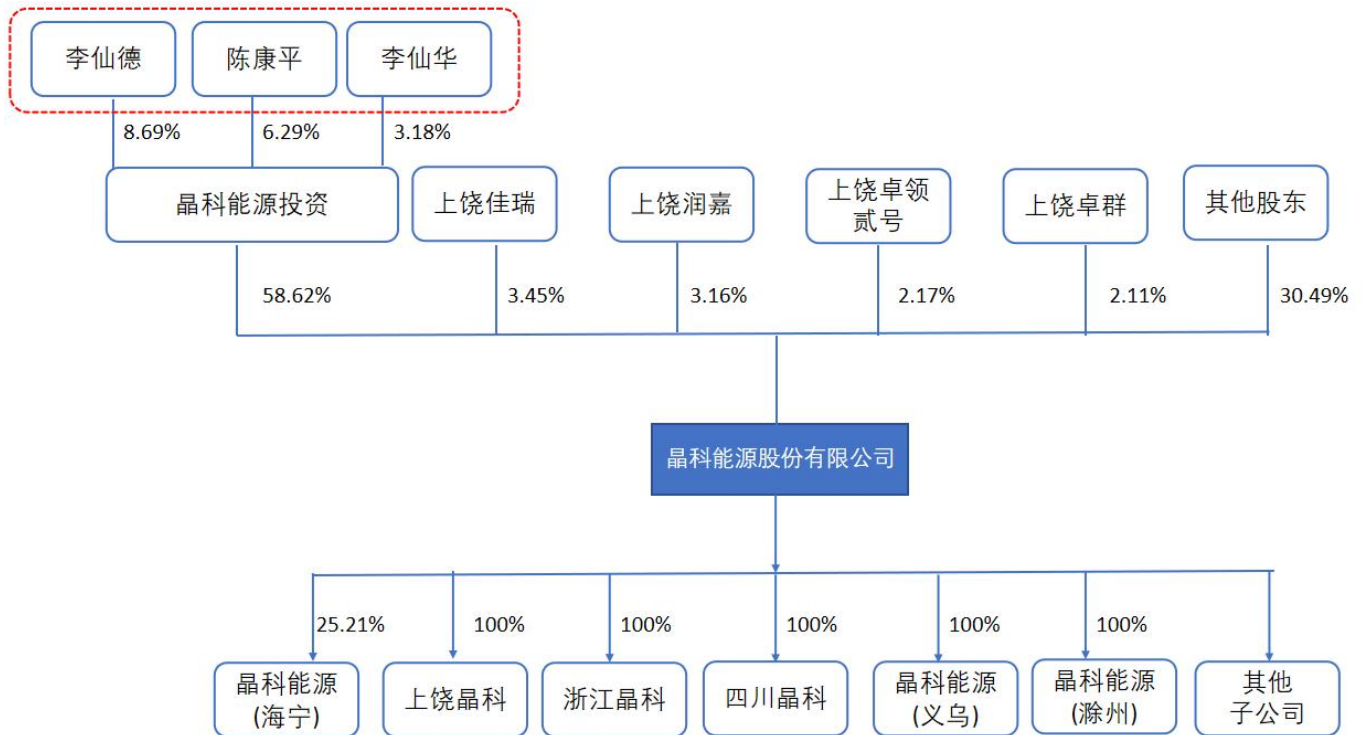 李仙德
陈康平
李仙华
8.69%
6.29%
3.18%
晶科能源投资
上饶佳瑞
上饶润嘉
上饶卓领
贰号
上饶卓群
其他股东
58.62%
3.45%
3.16%
2.17%
2.11%
30.49%
晶科能源股份有限公司
25.21%
100%
100%
100%
100%
100%
晶科能源
(海宁)
上饶晶科
浙江晶科
四川晶科
晶科能源
(义乌)
晶科能源
(滁州)
其他
子公司